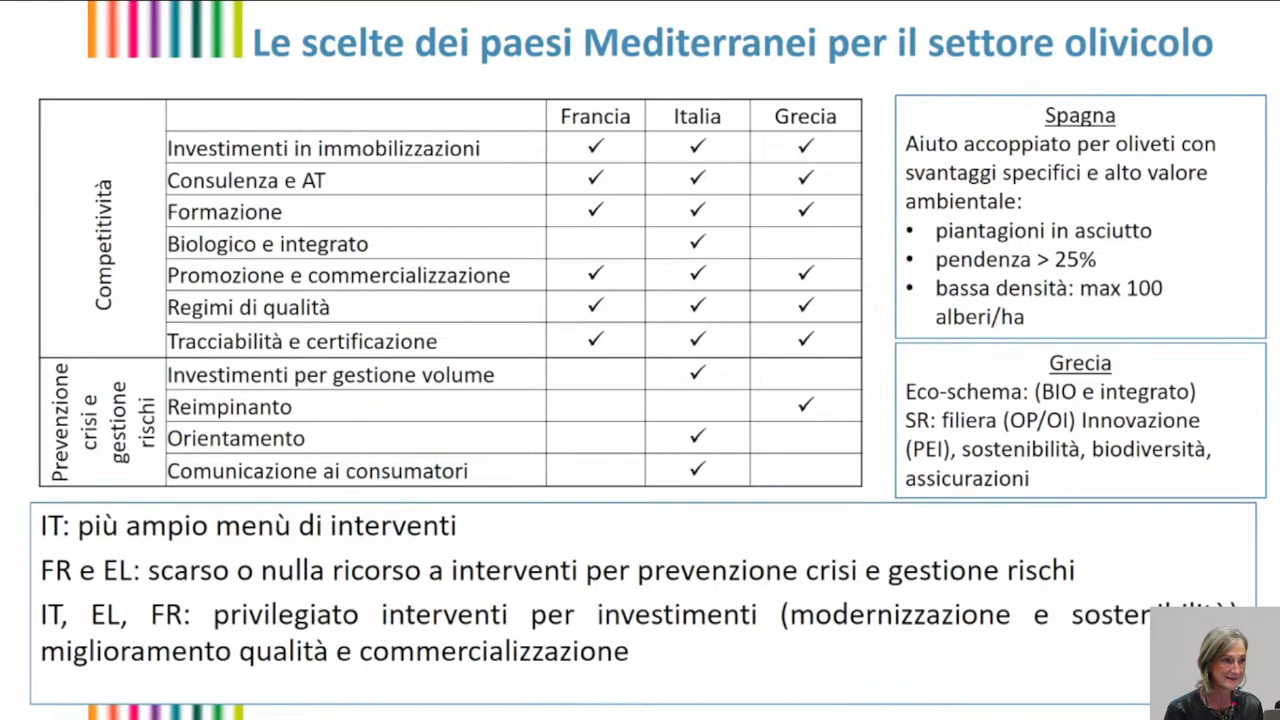 Le scelte dei paesi Mediterranei per il settore olivicolo
Francia Italia Grecia
Competitività
Investimenti in immobilizzazioni ✓ ✓ ✓
Consulenza e AT ✓ ✓ ✓
Formazione ✓ ✓ ✓
Biologico e integrato ✓
Promozione e commercializzazione ✓ ✓ ✓
Regimi di qualità ✓ ✓ ✓
Tracciabilità e certificazione ✓ ✓ ✓
Prevenzione
crisi e
gestione
rischi
Investimenti per gestione volume ✓
Reimpinanto ✓
Orientamento ✓
Comunicazione ai consumatori ✓
Spagna
Aiuto accoppiato per oliveti con
svantaggi specifici e alto valore
ambientale:
• piantagioni in asciutto
• pendenza > 25%
• bassa densità: max 100
alberi/ha
Grecia
Eco-schema: (BIO e integrato)
SR: filiera (OP/OI) Innovazione
(PEI), sostenibilità, biodiversità,
assicurazioni
IT: più ampio menù di interventi
FR e EL: scarso o nulla ricorso a interventi per prevenzione crisi e gestione rischi
IT, EL, FR: privilegiato interventi per investimenti (modernizzazione e
miglioramento qualità e commercializzazione